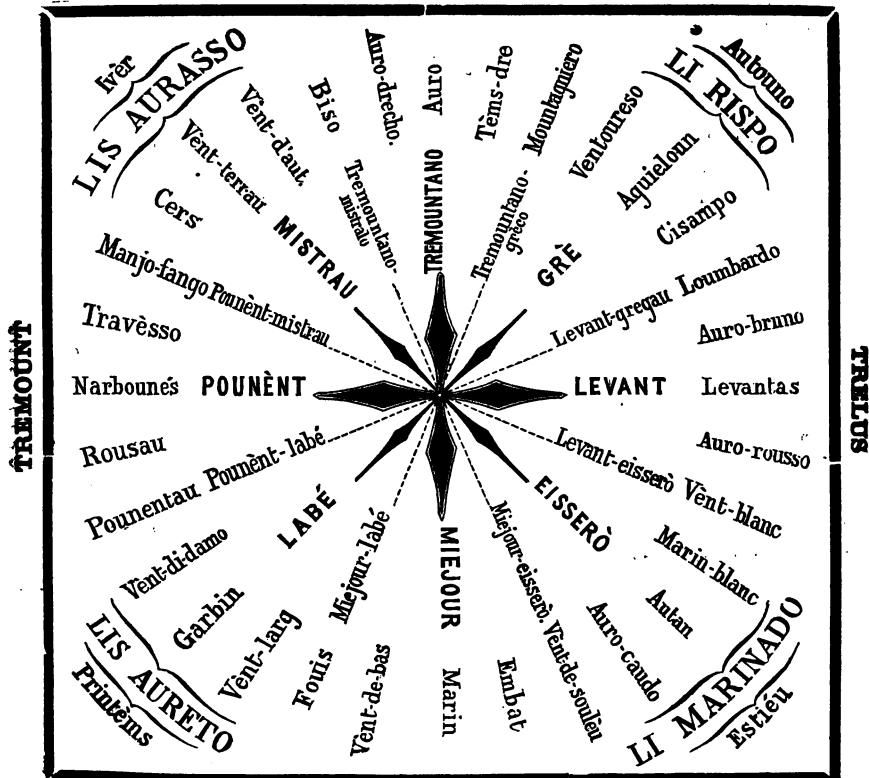 Ivèr
LIS AURASSO
Autouno
LI RISPO
TREMOUNT
TRELUS
Auro
TREMOUNTANO
Tèms-dre
Mountagniero
Tremountano-
grèco
Ventoureso
Aguieloun
GRÈ
Cisampo
Levant-gregau Loumbardo
Auro-bruno
LEVANT
Levantas
Auro-rousso
Levant-eisserò Vènt-blanc
Marin-blanc
EISSERÒ
Autan
Auro-caudo
Miejour-eisserò. Vènt-de-soulèu
Embat
MIEJOUR
Marin
Vènt-de-bas
Fouis
Miejour-labé
Vènt-larg
LABÉ
Garbin
Vènt-di-damo
Pounentau Pounènt-labé
Rousau
Narbounés
POUNÈNT
Travèsso
Manjo-fango Pounènt-mistrau
Cers
Vènt-terrau
MISTRAU
Vènt-d'aut.
Biso
Tremountano-
mistralo
Auro-drecho.
LIS AURETO
Printèms
LI MARINADO
Estiéu